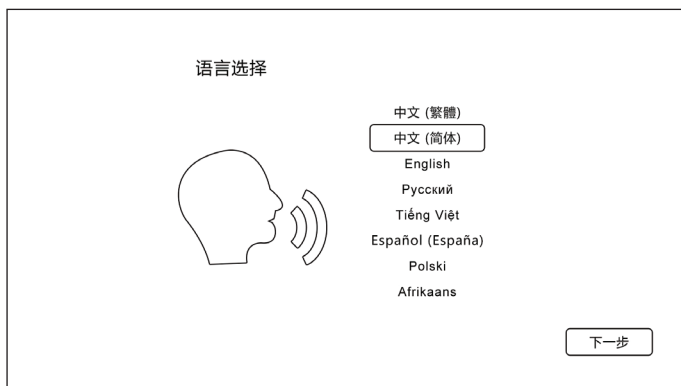 语言选择
中文 (繁體)
中文 (简体)
English
Русский
Tiếng Việt
Español (España)
Polski
Afrikaans
下一步